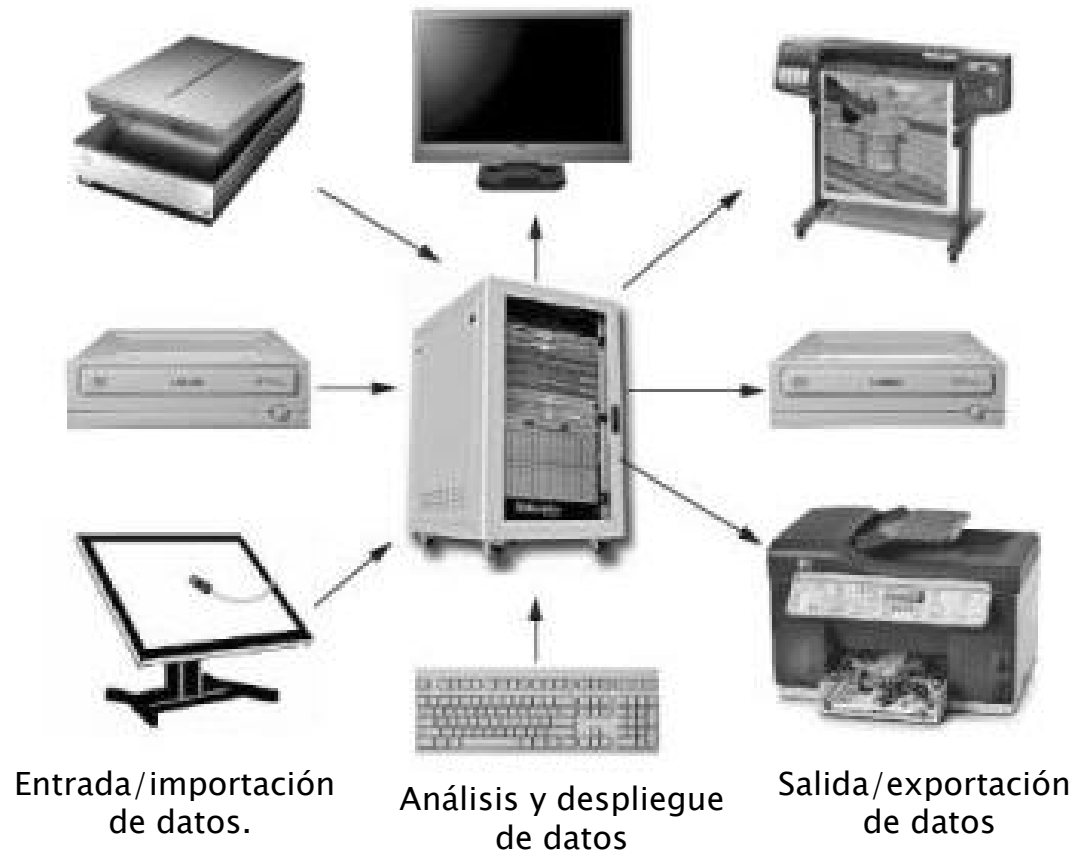 Entrada/importación
de datos.
Análisis y despliegue
de datos
Salida/exportación
de datos